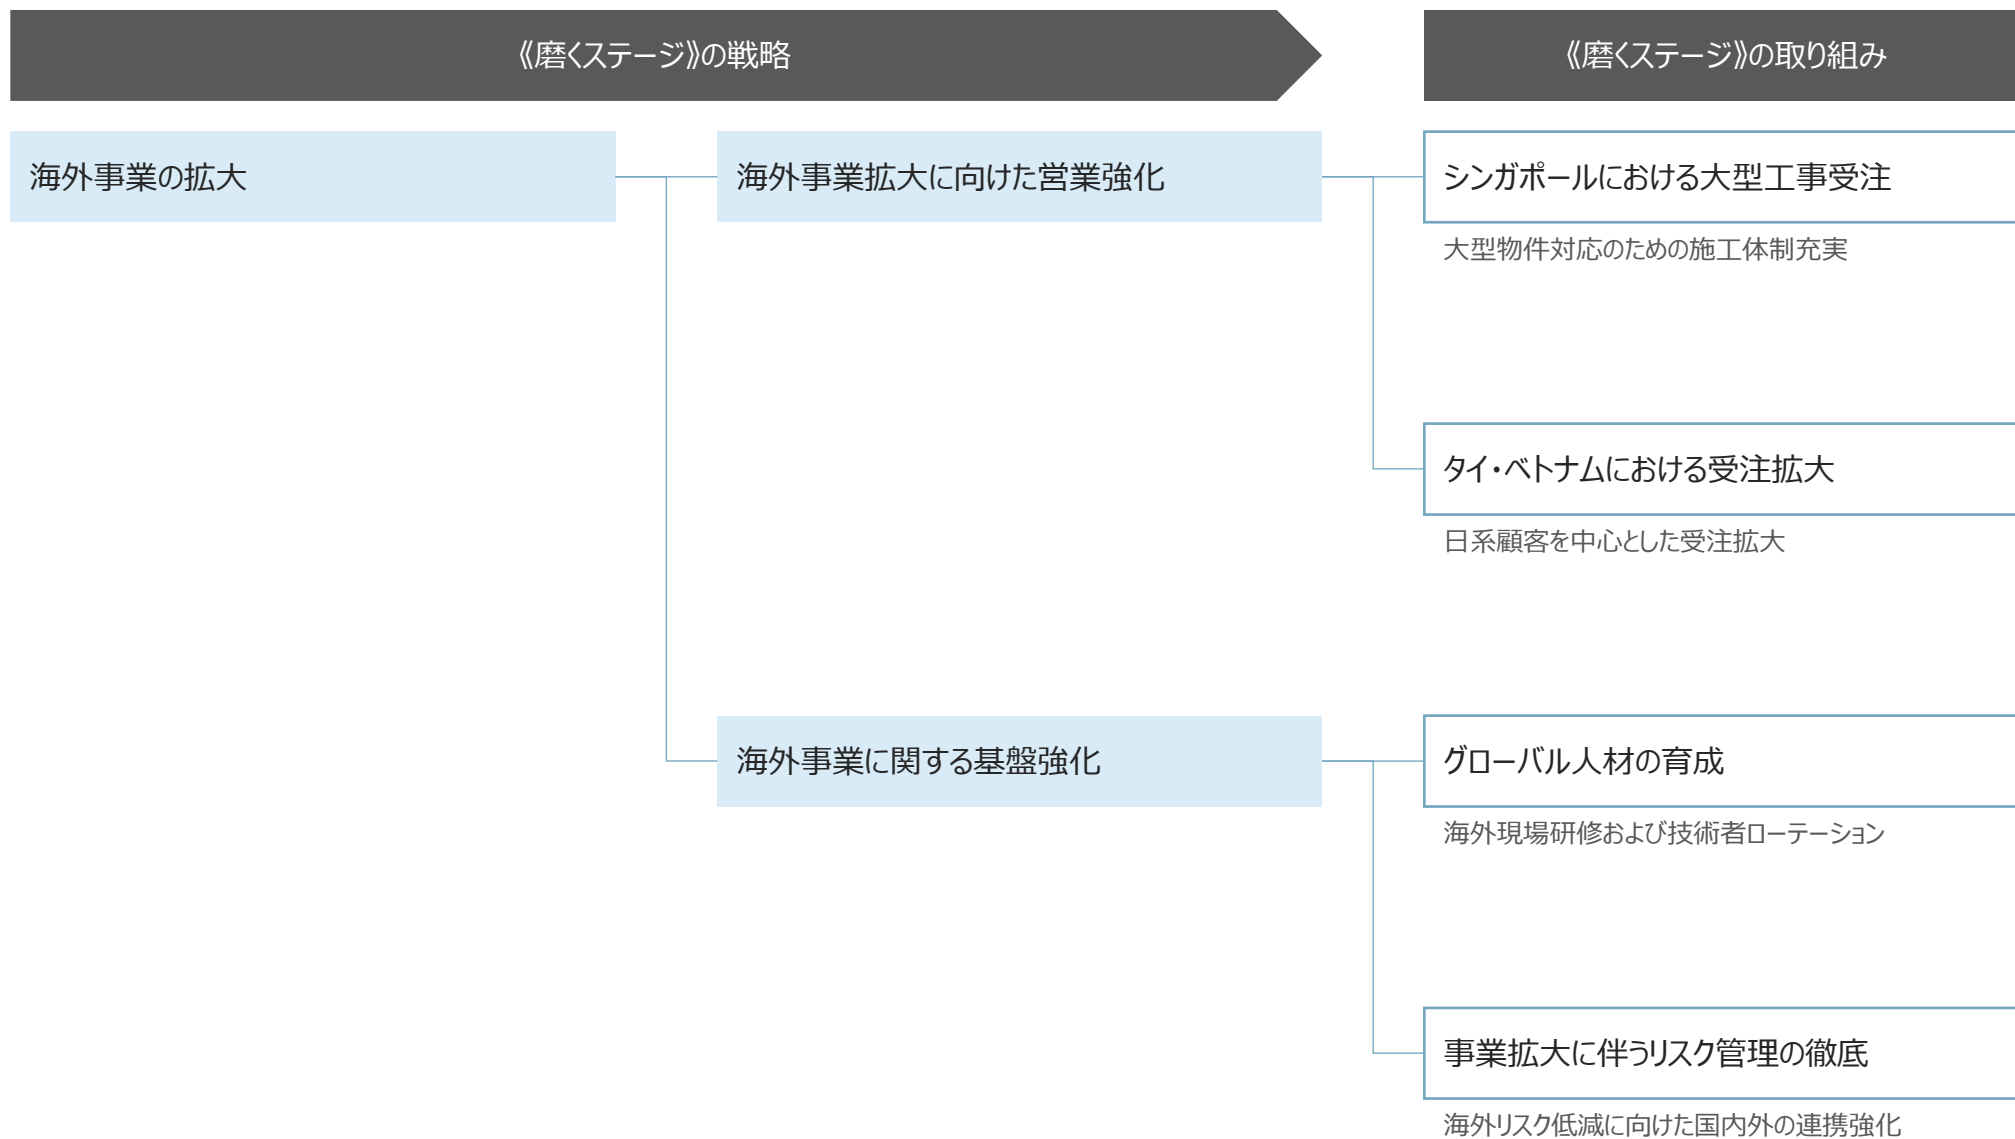 《磨くステージ》の戦略
《磨くステージ》の取り組み
海外事業の拡大
海外事業拡大に向けた営業強化
シンガポールにおける大型工事受注
大型物件対応のための施工体制充実
タイ・ベトナムにおける受注拡大
日系顧客を中心とした受注拡大
海外事業に関する基盤強化
グローバル人材の育成
海外現場研修および技術者ローテーション
事業拡大に伴うリスク管理の徹底
海外リスク低減に向けた国内外の連携強化